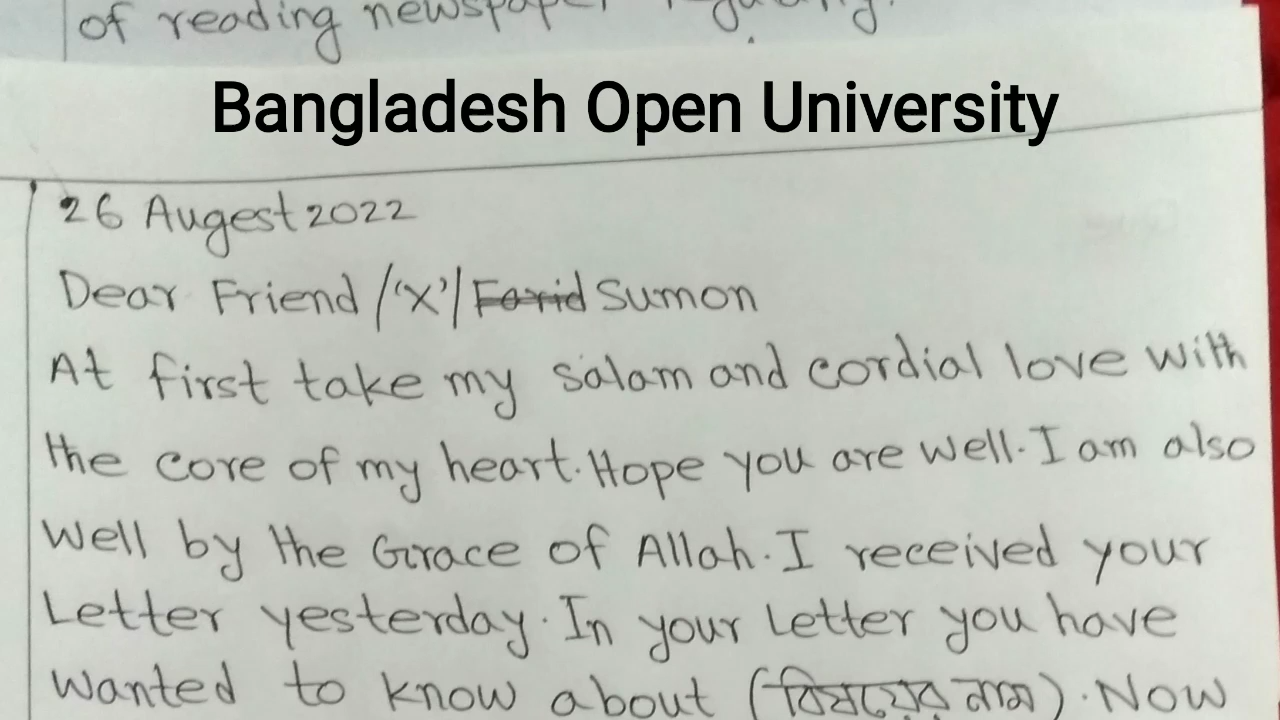 of reading newspaper regularly.
Bangladesh Open University
26 Augest 2022
Dear Friend /'X'/ Farid Sumon
At first take my salam and cordial love with
the core of my heart. Hope you are well. I am also
well by the Grace of Allah. I received your
Letter yesterday. In your Letter you have
wanted to know about (বিষয়ের নাম). Now